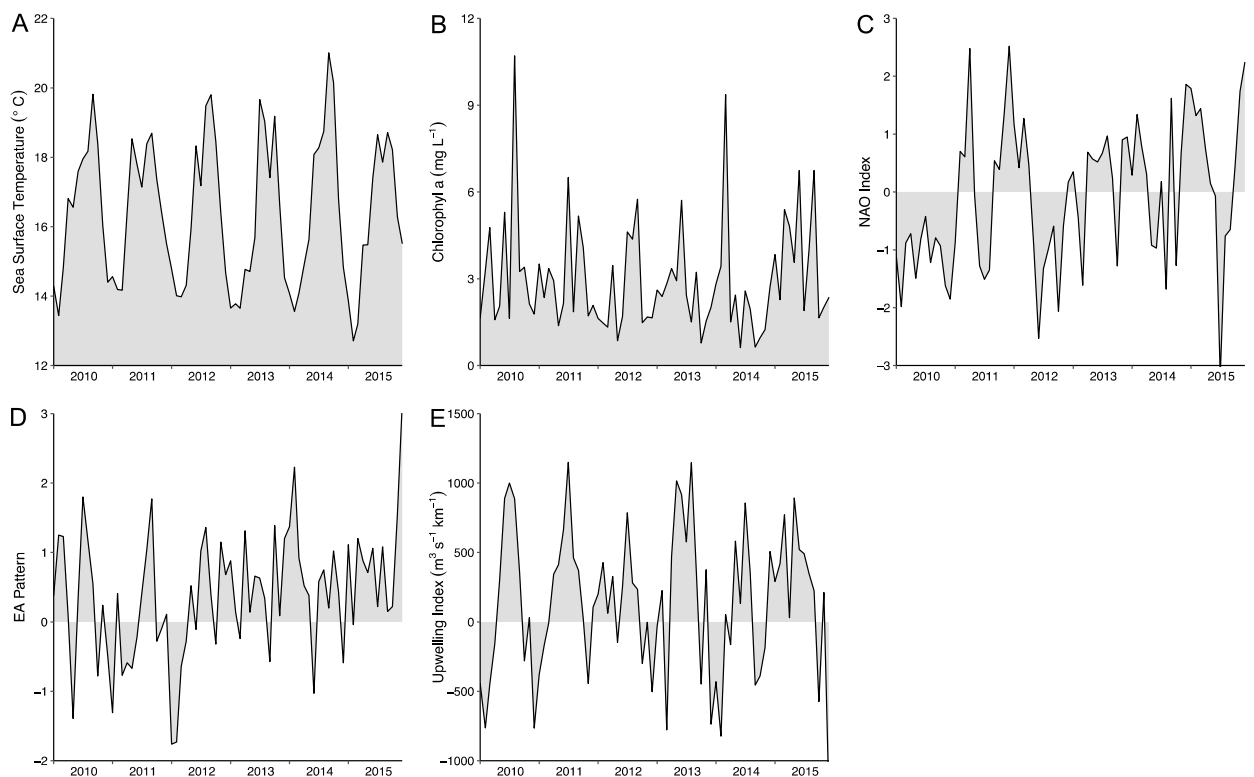 A
Sea Surface Temperature (° C)
22
20
18
16
14
12
2010 2011 2012 2013 2014 2015
B
Chlorophyl a (mg L−1)
12
9
6
3
0
2010 2011 2012 2013 2014 2015
C
NAO Index
3
2
1
0
−1
−2
−3
2010 2011 2012 2013 2014 2015
D
EA Pattern
3
2
1
0
−1
−2
2010 2011 2012 2013 2014 2015
E
Upwelling Index (m3 s−1 km−1)
1500
1000
500
0
−500
−1000
2010 2011 2012 2013 2014 2015